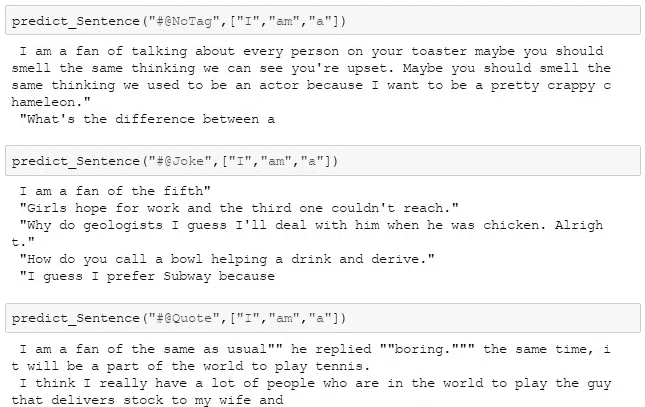 predict_Sentence("#@NoTag",["I","am","a"])
I am a fan of talking about every person on your toaster maybe you should
smell the same thinking we can see you're upset. Maybe you should smell the
same thinking we used to be an actor because I want to be a pretty crappy c
hameleon."
"What's the difference between a
predict_Sentence("#@Joke",["I","am","a"])
I am a fan of the fifth"
"Girls hope for work and the third one couldn't reach."
"Why do geologists I guess I'll deal with him when he was chicken. Alrigh
t."
"How do you call a bowl helping a drink and derive."
"I guess I prefer Subway because
predict_Sentence("#@Quote",["I","am","a"])
I am a fan of the same as usual"" he replied ""boring.""" the same time, i
t will be a part of the world to play tennis.
I think I really have a lot of people who are in the world to play the guy
that delivers stock to my wife and